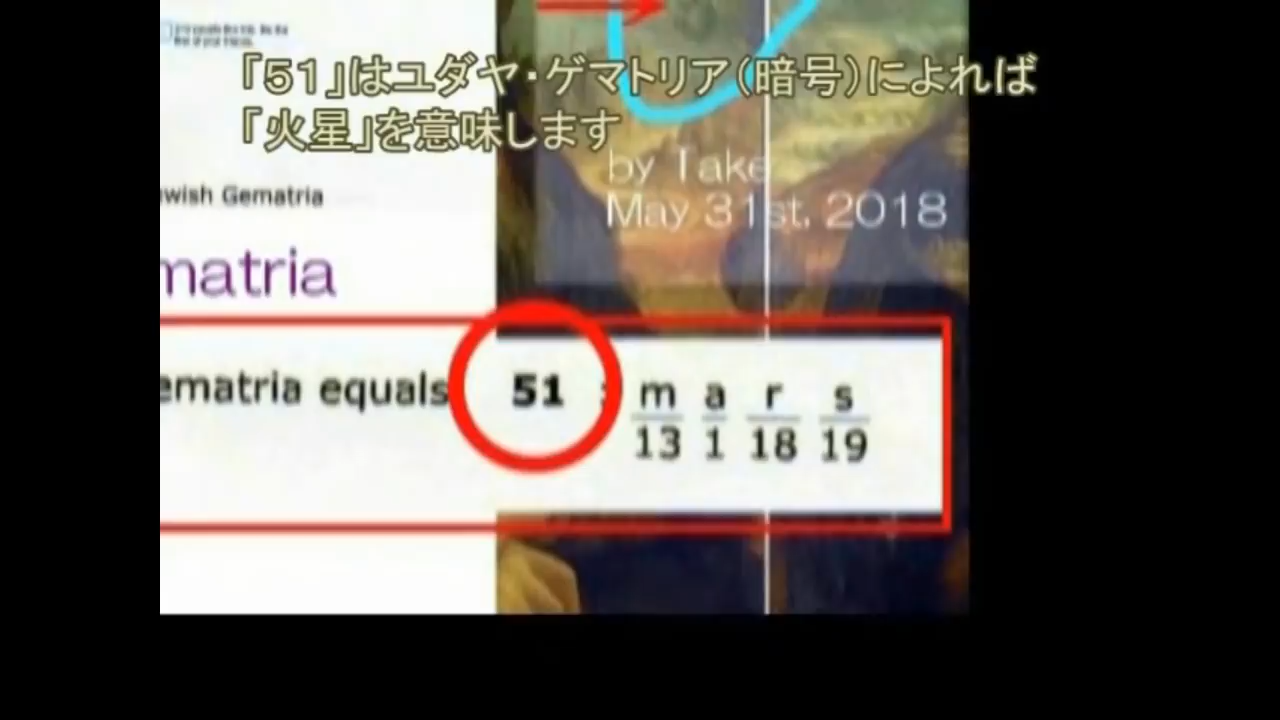 「51」はユダヤ・ゲマトリア(暗号)によれば
「火星」を意味します
by Take
May 31st, 2018
wish Gematria
matria
ematria equals 51 : m a r s
13 1 18 19